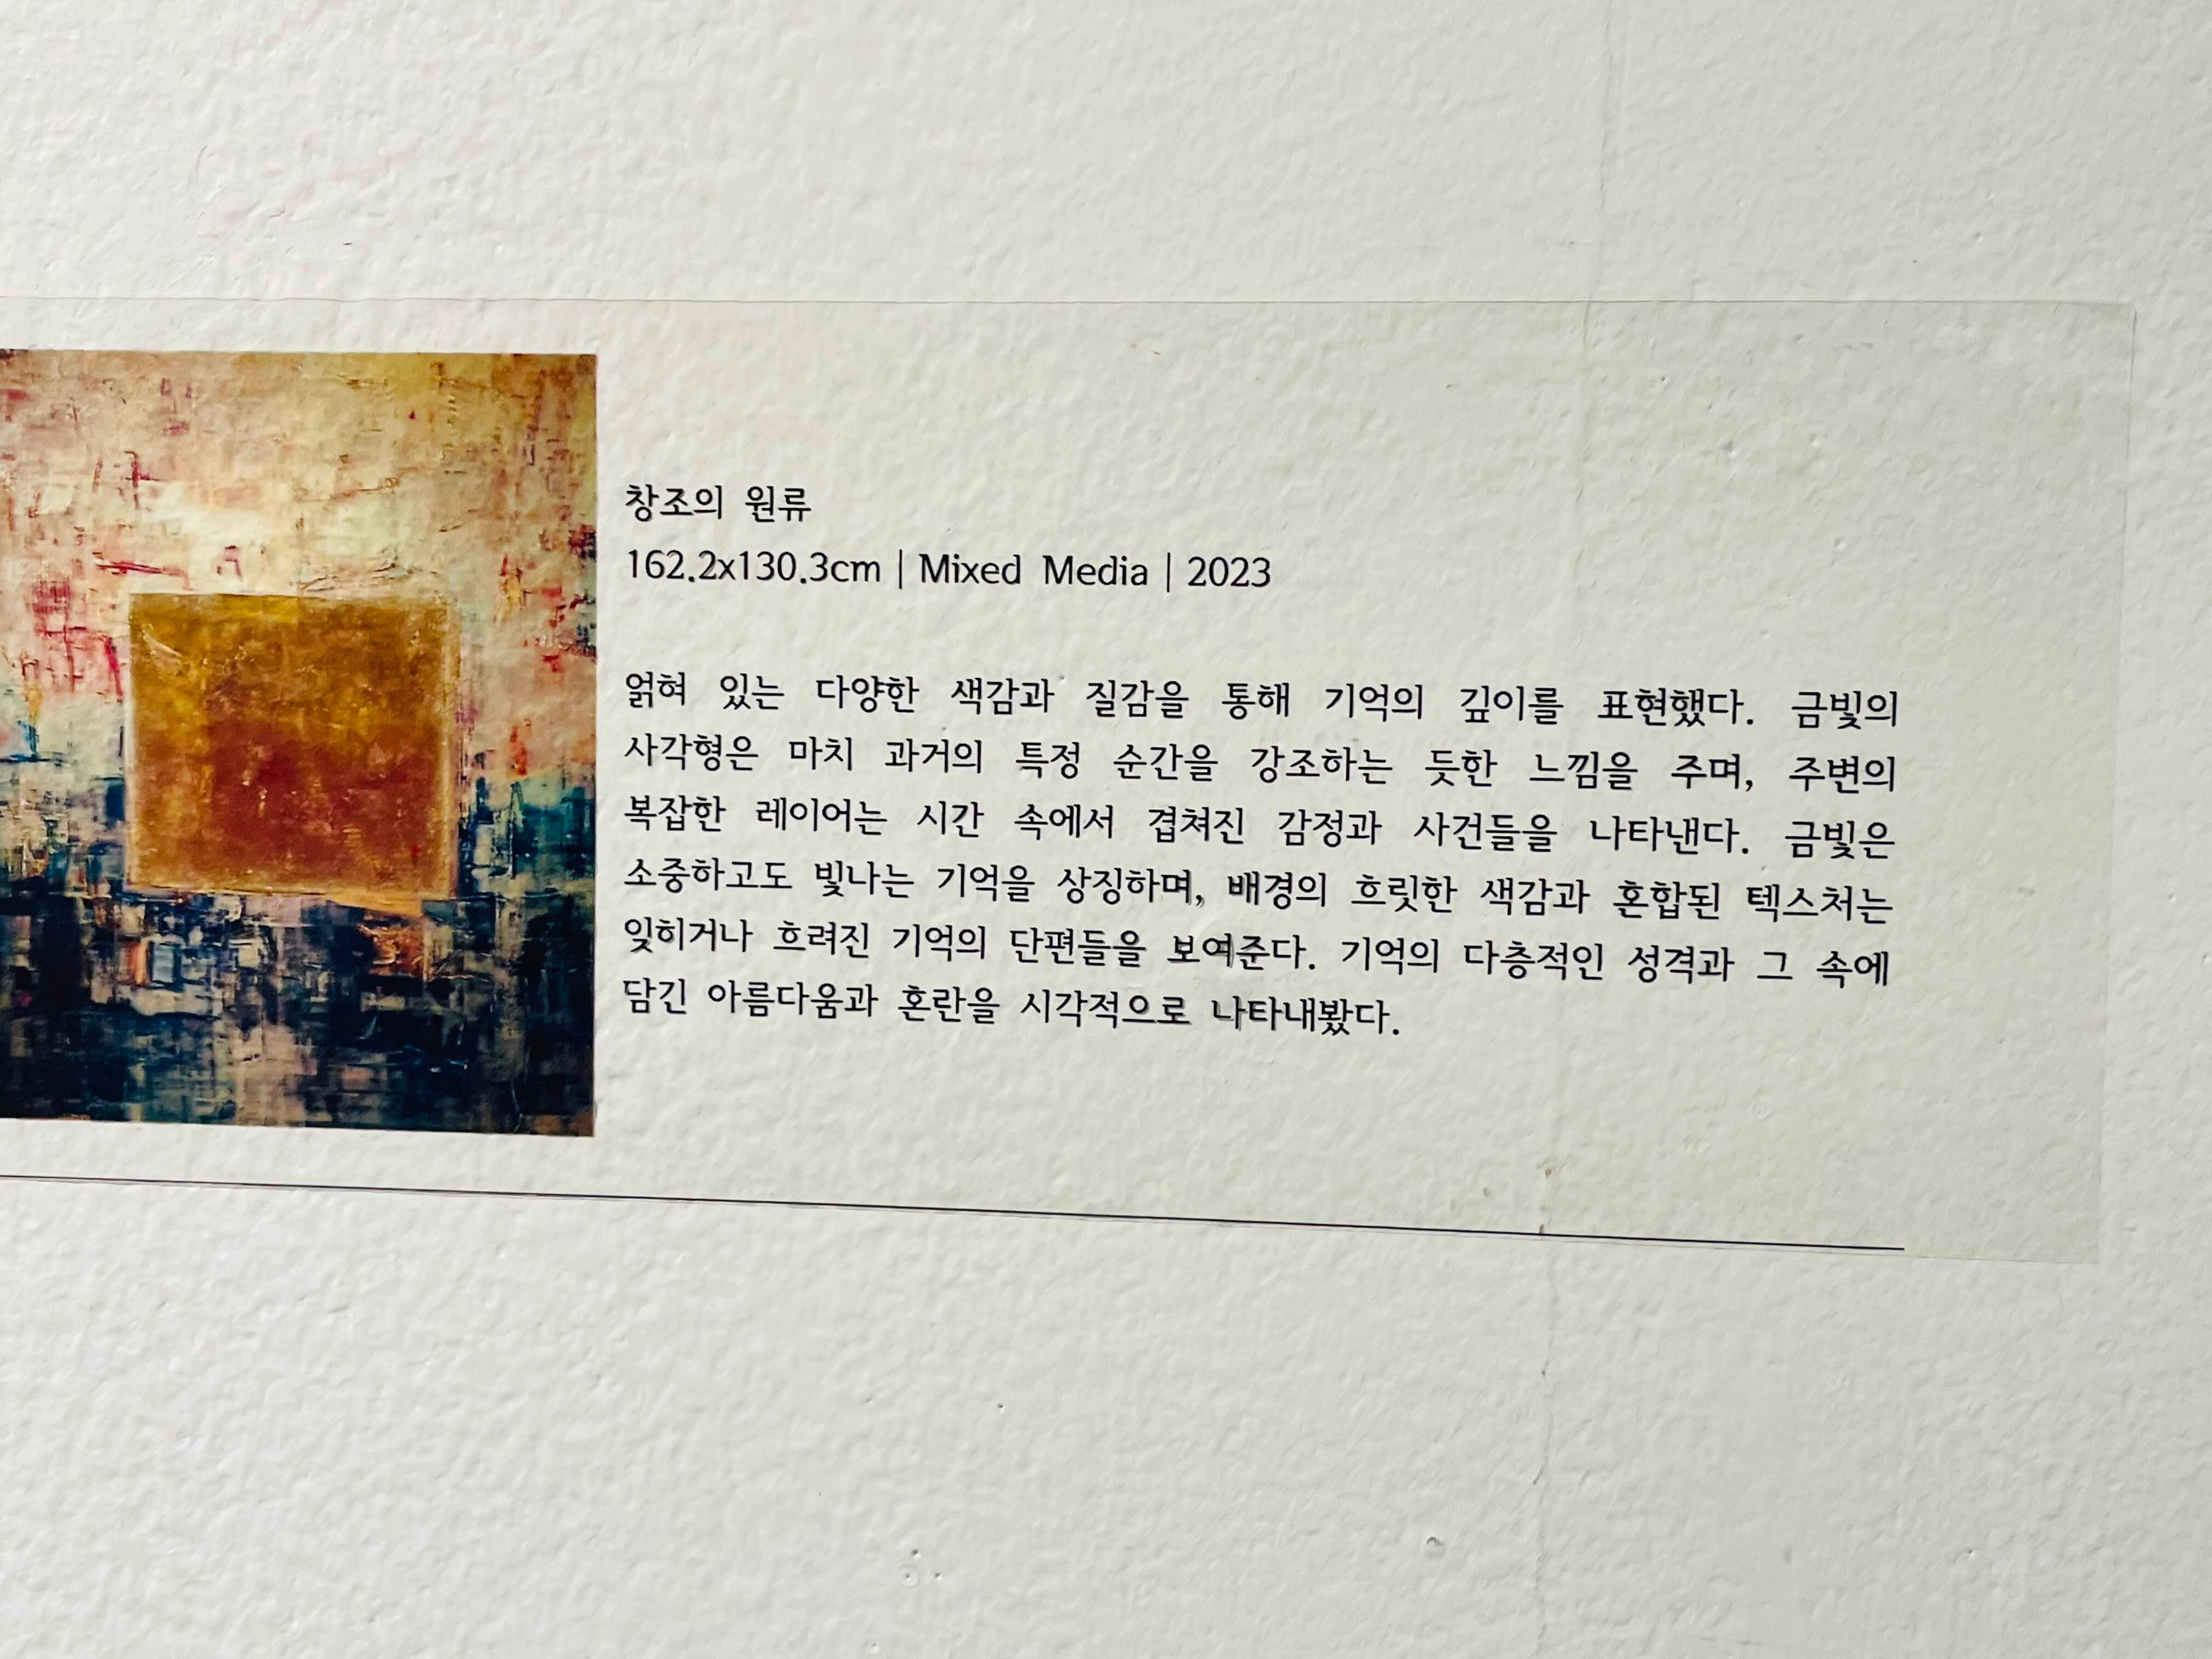 창조의 원류
162.2x130.3cm | Mixed Media | 2023
얽혀 있는 다양한 색감과 질감을 통해 기억의 깊이를 표현했다. 금빛의
사각형은 마치 과거의 특정 순간을 강조하는 듯한 느낌을 주며, 주변의
복잡한 레이어는 시간 속에서 겹쳐진 감정과 사건들을 나타낸다. 금빛은
소중하고도 빛나는 기억을 상징하며, 배경의 흐릿한 색감과 혼합된 텍스처는
잊히거나 흐려진 기억의 단편들을 보여준다. 기억의 다층적인 성격과 그 속에
담긴 아름다움과 혼란을 시각적으로 나타내봤다.